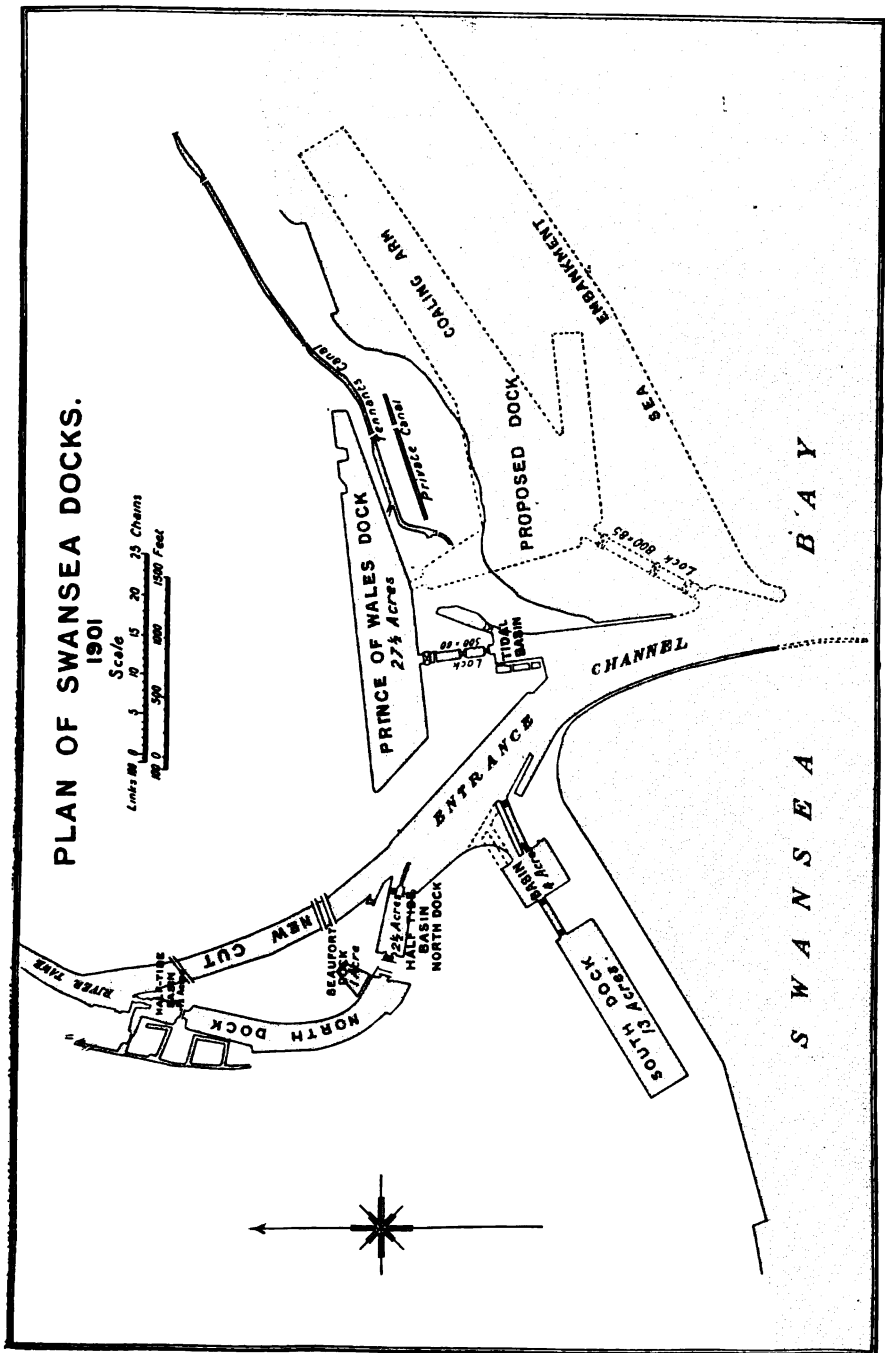 PLAN OF SWANSEA DOCKS.
1901
Scale
Links 100 0 5 10 15 20 25 Chains
100 0 500 1000 1500 Feet
RIVER TAWE
HALF-TIDE
BASIN
NEW CUT
NORTH DOCK
BEAUFORT
DOCK
1 Acre
2½ Acres
HALF TIDE
BASIN
NORTH DOCK
ENTRANCE
CHANNEL
PRINCE OF WALES DOCK
27½ Acres
Lock 500 × 60
TIDAL
BASIN
Tennants Canal
Private Canal
COALING ARM
PROPOSED DOCK
Lock 800×85
SEA EMBANKMENT
BASIN
4 Acres
SOUTH DOCK
13 Acres.
SWANSEA BAY